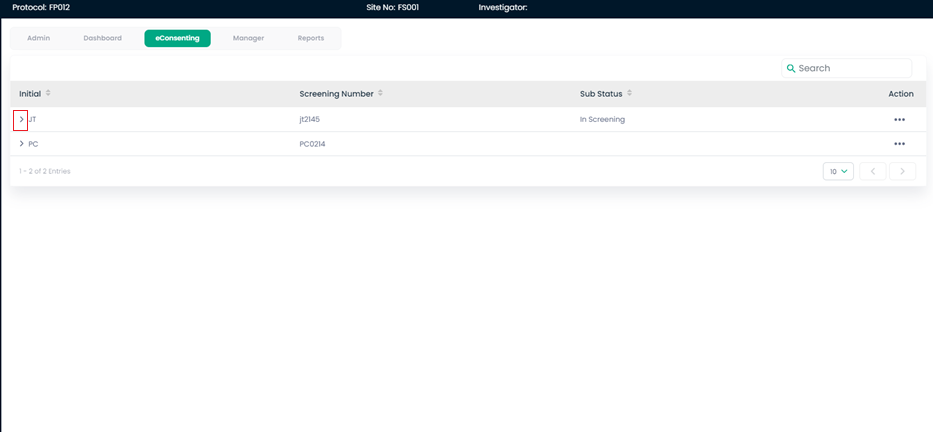 Protocol: FP012 Site No: FS001 Investigator:
Admin Dashboard eConsenting Manager Reports
Search
Initial Screening Number Sub Status Action
JT jt2145 In Screening
PC PC0214
1 - 2 of 2 Entries 10